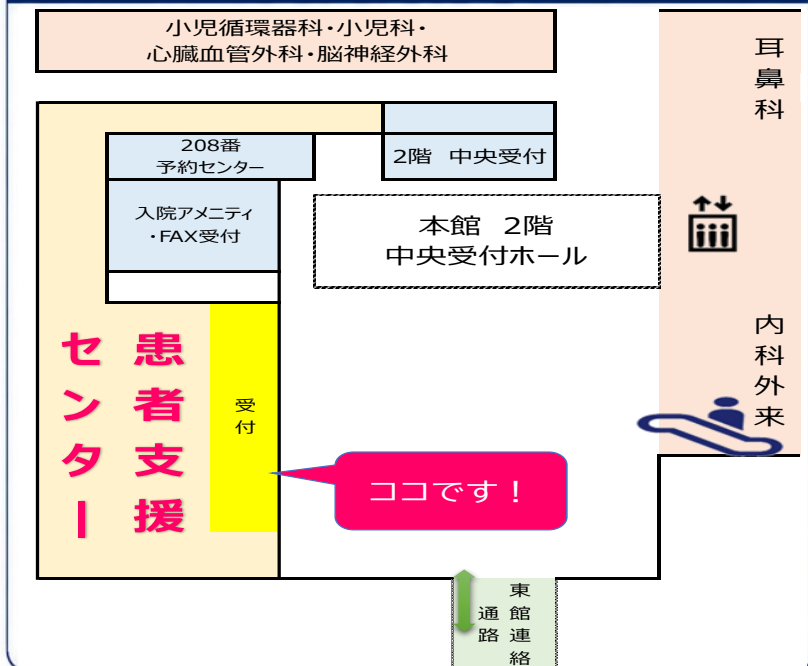 小児循環器科・小児科・
心臓血管外科・脳神経外科
耳鼻科
208番
予約センター
2階 中央受付
入院アメニティ
・FAX受付
本館 2階
中央受付ホール
内科外来
患者支援
センター
受付
ココです！
東館連絡
通路